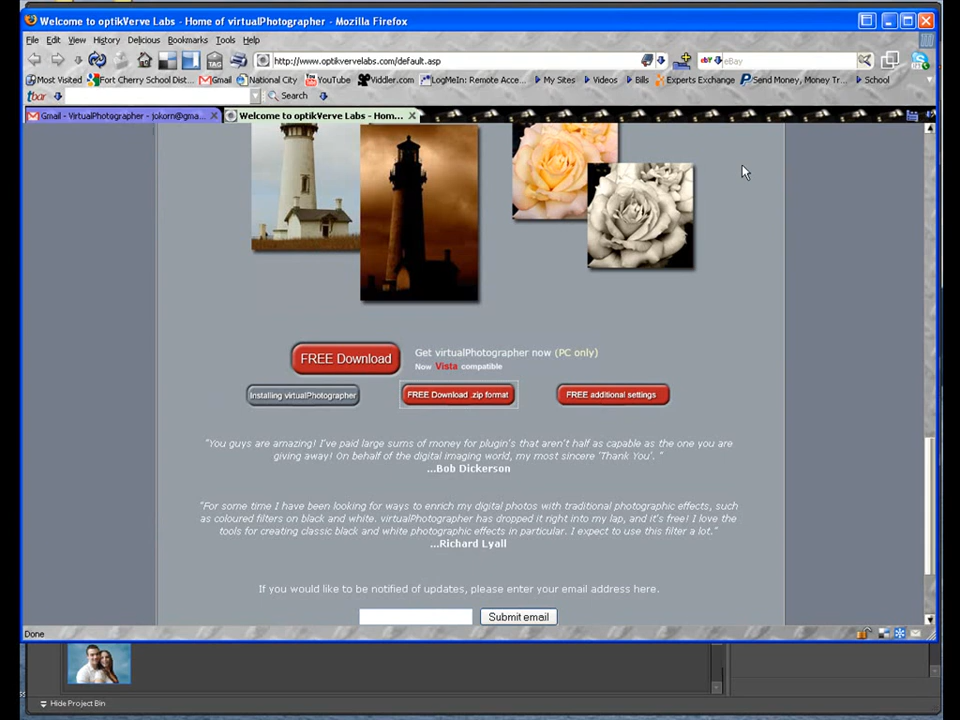 Welcome to optikVerve Labs - Home of virtualPhotographer - Mozilla Firefox
File Edit View History Delicious Bookmarks Tools Help
http://www.optikvervelabs.com/default.asp
eBay
Most Visited Fort Cherry School Dist... Gmail National City YouTube Viddler.com LogMeIn: Remote Acce... My Sites Videos Bills Experts Exchange Send Money, Money Tr... School
tbar Search
Gmail - VirtualPhotographer - jokorn@gma... Welcome to optikVerve Labs - Hom...
FREE Download Get virtualPhotographer now (PC only)
Now Vista compatible
Installing virtualPhotographer FREE Download .zip format FREE additional settings
"You guys are amazing! I've paid large sums of money for plugin's that aren't half as capable as the one you are
giving away! On behalf of the digital imaging world, my most sincere 'Thank You'. "
...Bob Dickerson
"For some time I have been looking for ways to enrich my digital photos with traditional photographic effects, such
as coloured filters on black and white. virtualPhotographer has dropped it right into my lap, and it's free! I love the
tools for creating classic black and white photographic effects in particular. I expect to use this filter a lot."
...Richard Lyall
If you would like to be notified of updates, please enter your email address here.
Submit email
Done
Hide Project Bin